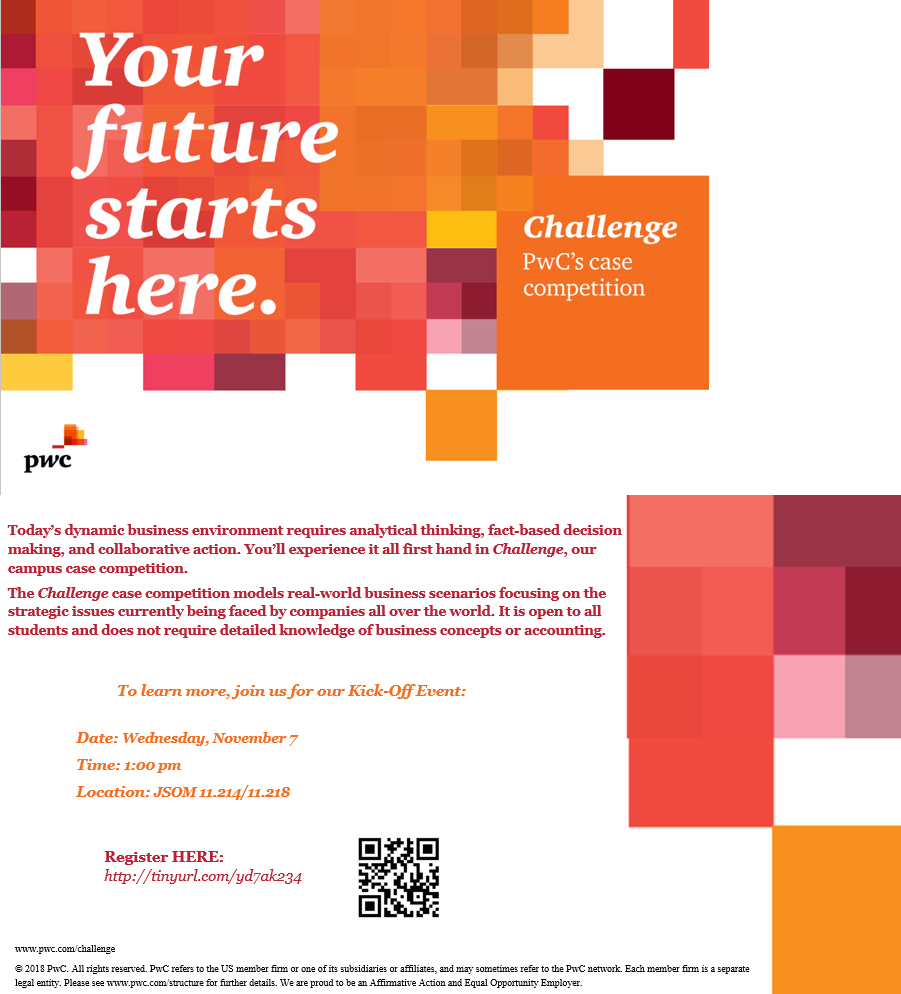 Your
future
starts
here.
Challenge
PwC's case
competition
pwc
Today's dynamic business environment requires analytical thinking, fact-based decision
making, and collaborative action. You'll experience it all first hand in Challenge, our
campus case competition.
The Challenge case competition models real-world business scenarios focusing on the
strategic issues currently being faced by companies all over the world. It is open to all
students and does not require detailed knowledge of business concepts or accounting.
To learn more, join us for our Kick-Off Event:
Date: Wednesday, November 7
Time: 1:00 pm
Location: JSOM 11.214/11.218
Register HERE:
http://tinyurl.com/yd7ak234
www.pwc.com/challenge
© 2018 PwC. All rights reserved. PwC refers to the US member firm or one of its subsidiaries or affiliates, and may sometimes refer to the PwC network. Each member firm is a separate
legal entity. Please see www.pwc.com/structure for further details. We are proud to be an Affirmative Action and Equal Opportunity Employer.